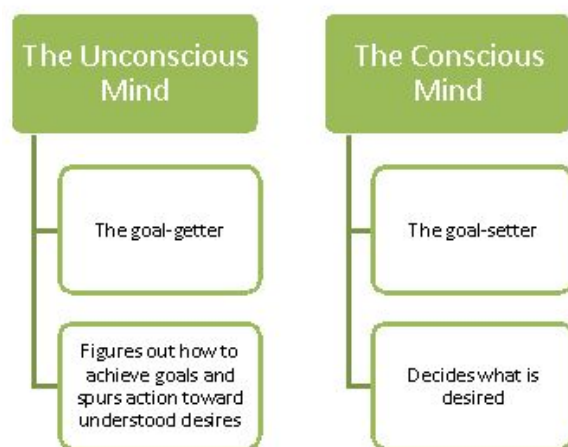 The Unconscious
Mind
The goal-getter
Figures out how to
achieve goals and
spurs action toward
understood desires
The Conscious
Mind
The goal-setter
Decides what is
desired